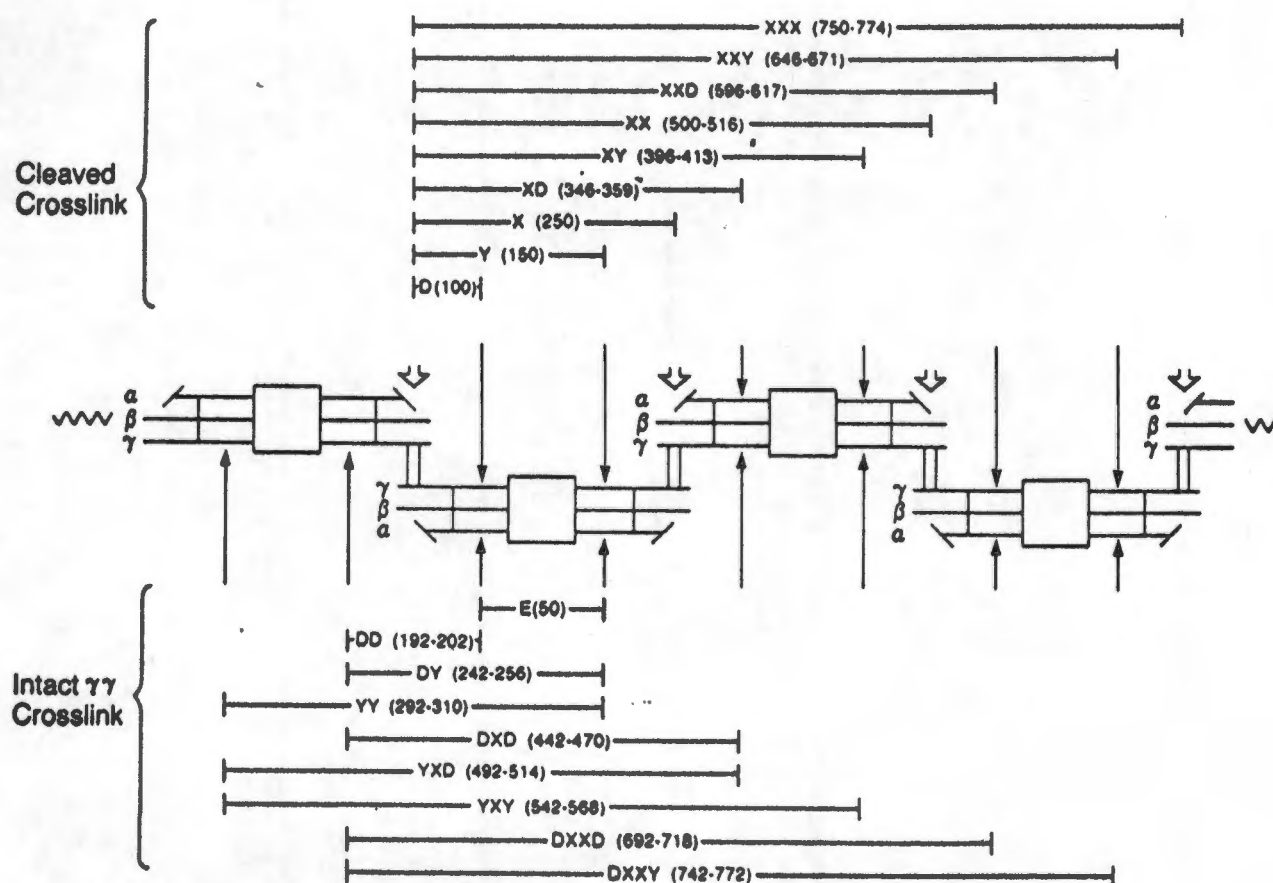 XXX (750-774)
XXY (646-671)
XXD (596-617)
XX (500-516)
XY (396-413)
XD (346-359)
X (250)
Y (150)
D(100)
Cleaved
Crosslink
α
β
γ
γ
β
α
α
β
γ
γ
β
α
α
β
γ
E(50)
DD (192-202)
DY (242-256)
YY (292-310)
DXD (442-470)
YXD (492-514)
YXY (542-568)
DXXD (692-718)
DXXY (742-772)
Intact γγ
Crosslink